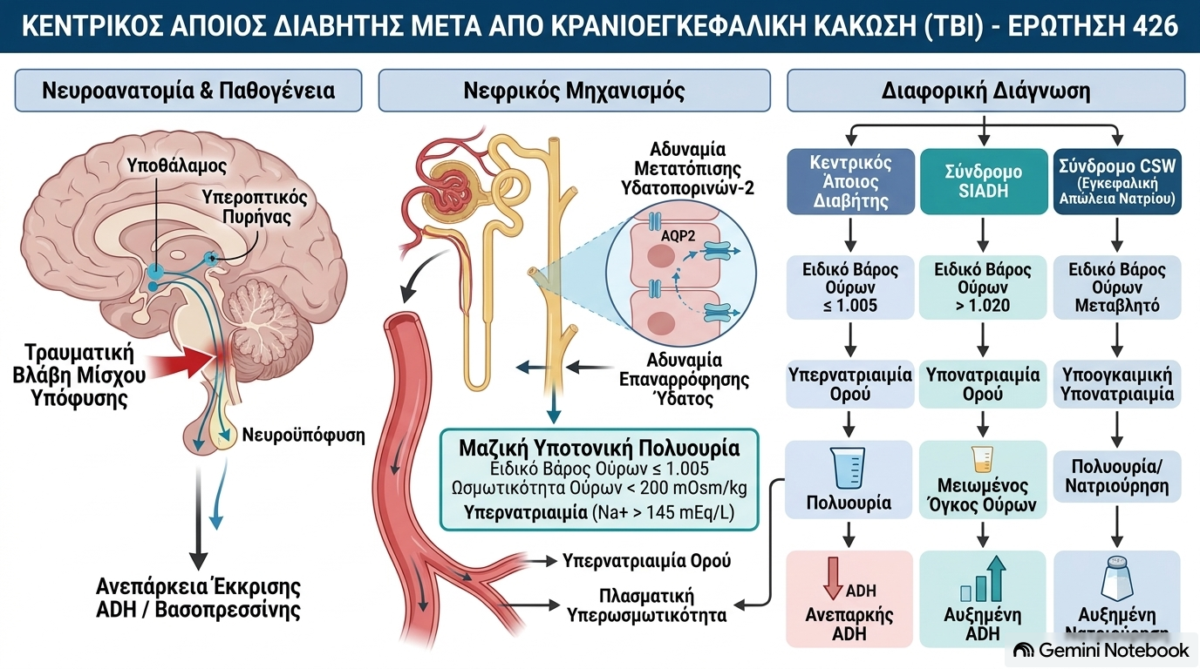 ΚΕΝΤΡΙΚΟΣ ΑΠΟΙΟΣ ΔΙΑΒΗΤΗΣ ΜΕΤΑ ΑΠΟ ΚΡΑΝΙΟΕΓΚΕΦΑΛΙΚΗ ΚΑΚΩΣΗ (TBI) - ΕΡΩΤΗΣΗ 426
Νευροανατομία & Παθογένεια
Υποθάλαμος
Υπεροπτικός
Πυρήνας
Τραυματική
Βλάβη Μίσχου
Υπόφυσης
Νευροϋπόφυση
Ανεπάρκεια Έκκρισης
ADH / Βασοπρεσσίνης
Νεφρικός Μηχανισμός
Αδυναμία
Μετατόπισης
Υδατοπορινών-2
AQP2
Αδυναμία
Επαναρρόφησης
Ύδατος
Μαζική Υποτονική Πολυουρία
Ειδικό Βάρος Ούρων ≤ 1.005
Ωσμωτικότητα Ούρων < 200 mOsm/kg
Υπερνατριαιμία (Na+ > 145 mEq/L)
Υπερνατριαιμία Ορού
Πλασματική
Υπερωσμωτικότητα
Διαφορική Διάγνωση
Κεντρικός
Άποιος
Διαβήτης
Ειδικό Βάρος
Ούρων
≤ 1.005
Υπερνατριαιμία
Ορού
Πολυουρία
ADH
Ανεπαρκής
ADH
Σύνδρομο
SIADH
Ειδικό Βάρος
Ούρων
> 1.020
Υπονατριαιμία
Ορού
Μειωμένος
Όγκος Ούρων
Αυξημένη
ADH
Σύνδρομο CSW
(Εγκεφαλική
Απώλεια Νατρίου)
Ειδικό Βάρος
Ούρων
Μεταβλητό
Υποογκαιμική
Υπονατριαιμία
Πολυουρία/
Νατριούρηση
Αυξημένη
Νατριούρηση
Gemini Notebook